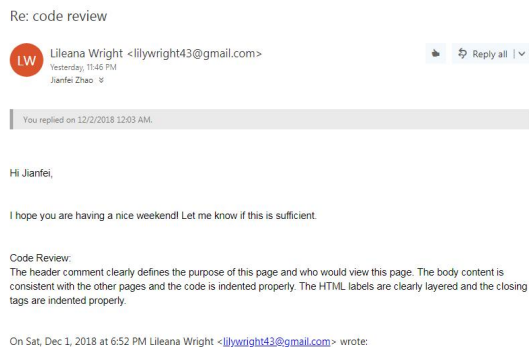 Re: code review
LW
Lileana Wright <lilywright43@gmail.com>
Yesterday, 11:46 PM
Jianfei Zhao
Reply all
You replied on 12/2/2018 12:03 AM.
Hi Jianfei,
I hope you are having a nice weekend! Let me know if this is sufficient.
Code Review:
The header comment clearly defines the purpose of this page and who would view this page. The body content is
consistent with the other pages and the code is indented properly. The HTML labels are clearly layered and the closing
tags are indented properly.
On Sat, Dec 1, 2018 at 6:52 PM Lileana Wright <lilywright43@gmail.com> wrote: